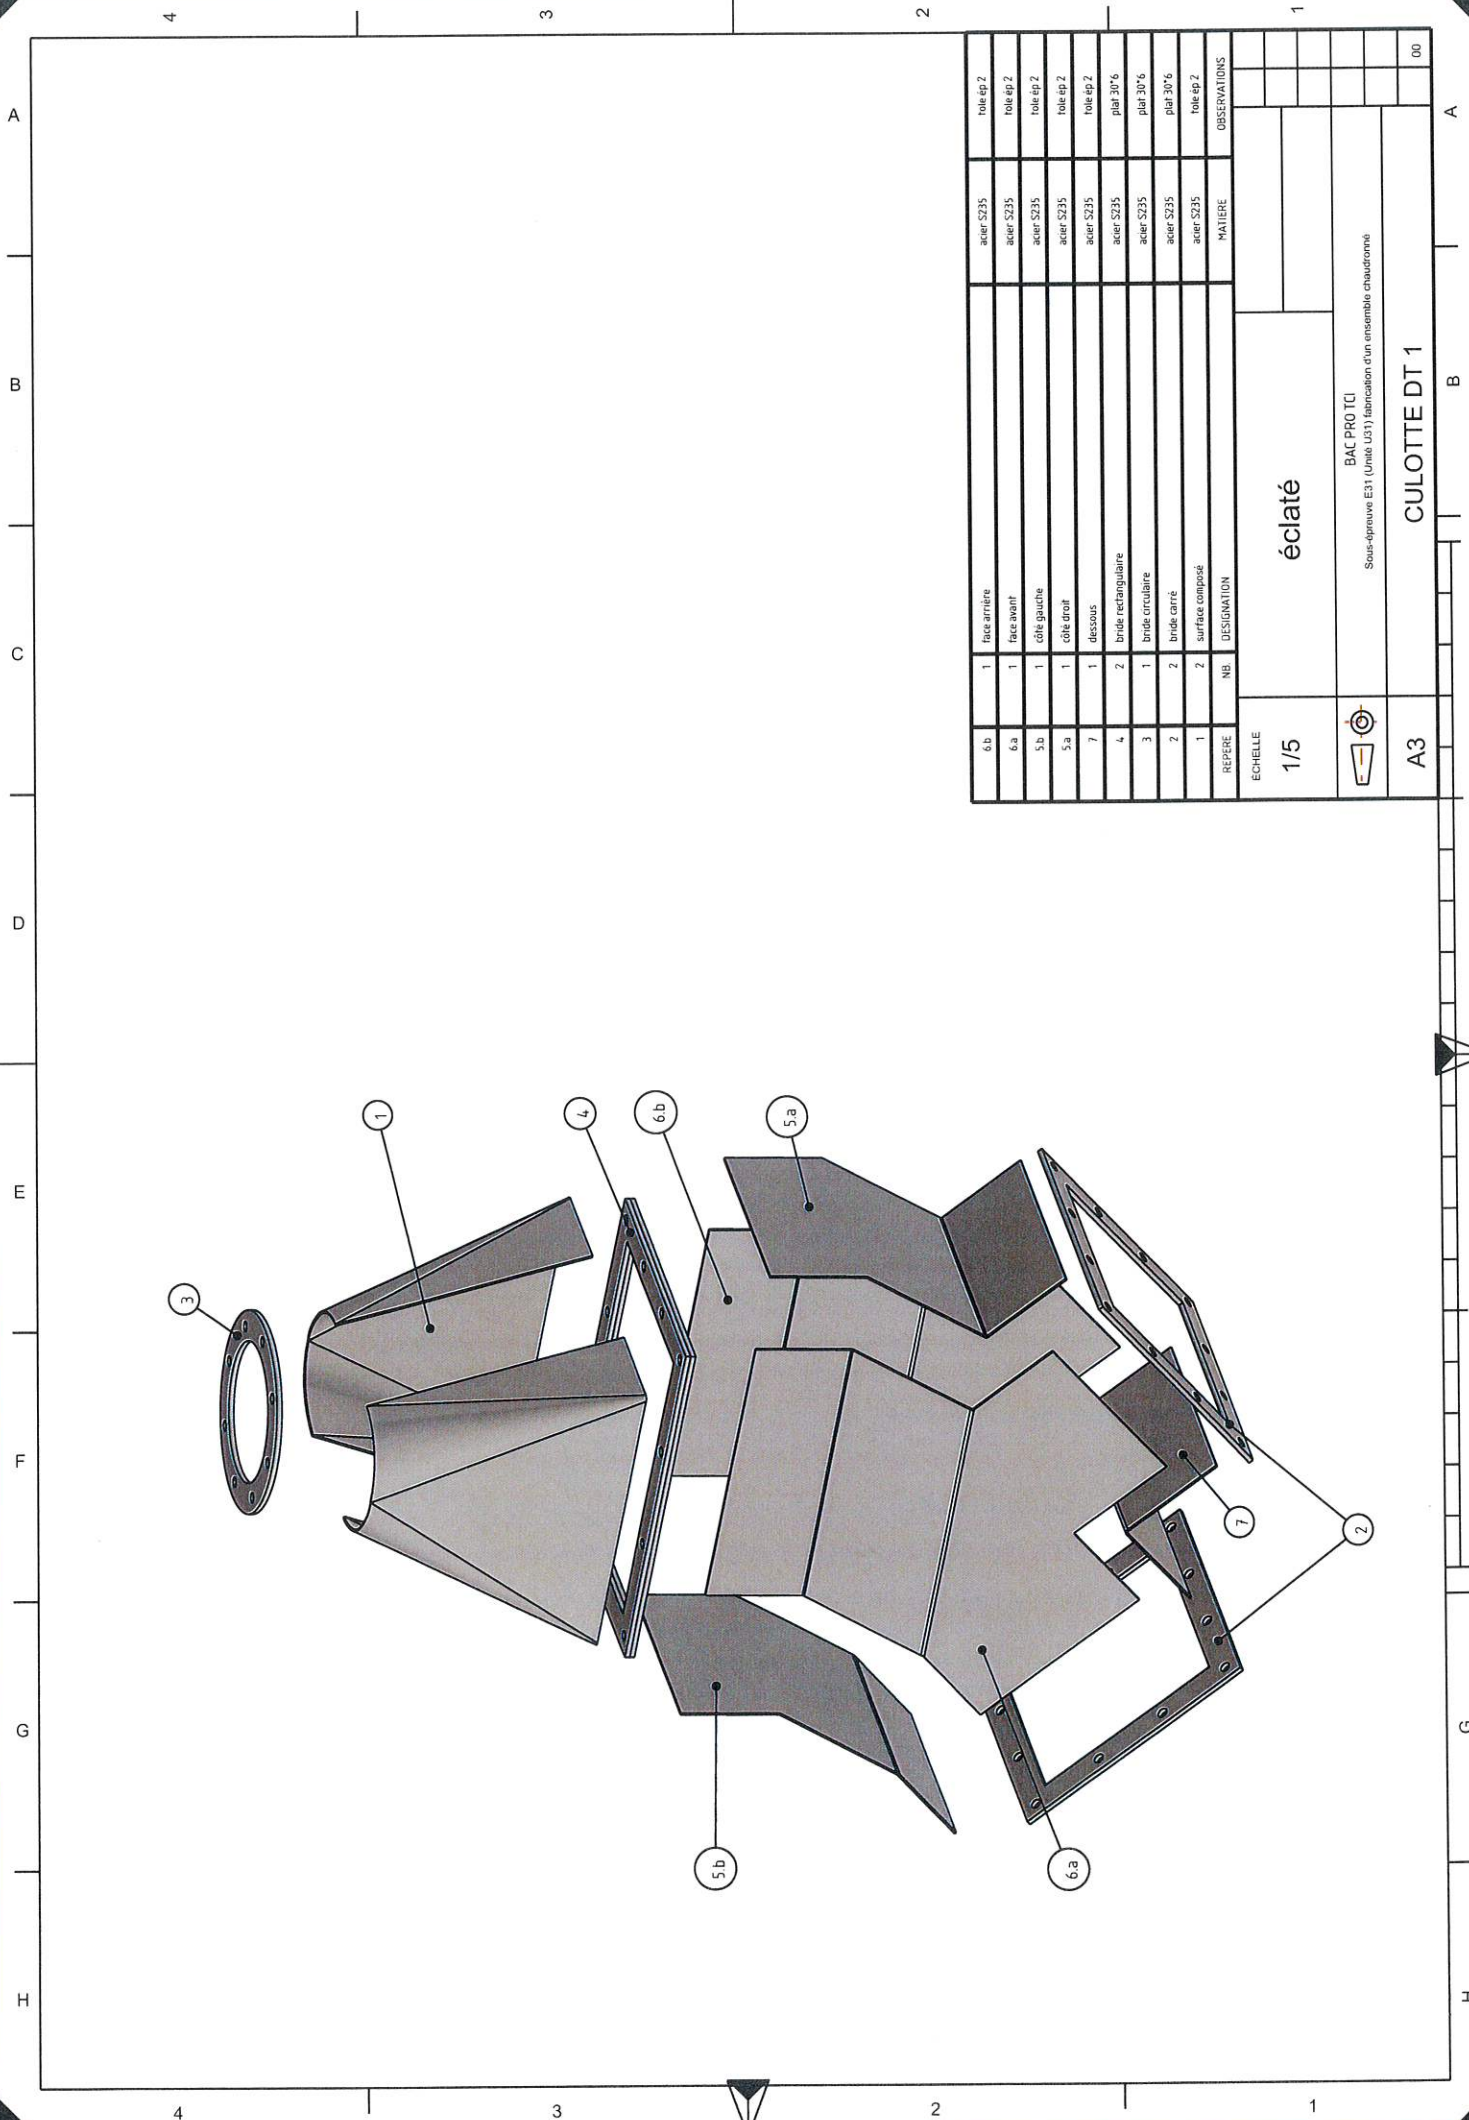 4
3
2
1
A
B
C
D
E
F
G
H
3
1
4
6.b
5.a
5.b
6.a
7
2
6.b 1 face arrière acier S235 tole ép 2
6.a 1 face avant acier S235 tole ép 2
5.b 1 côté gauche acier S235 tole ép 2
5.a 1 côté droit acier S235 tole ép 2
7 1 dessous acier S235 tole ép 2
4 2 bride rectangulaire acier S235 plat 30*6
3 1 bride circulaire acier S235 plat 30*6
2 2 bride carré acier S235 plat 30*6
1 2 surface composé acier S235 tole ép 2
REPERE NB. DESIGNATION MATIERE OBSERVATIONS
ÉCHELLE
1/5
éclaté
BAC PRO TCI
Sous-épreuve E31 (Unité U31) fabrication d'un ensemble chaudronné
A3
CULOTTE DT 1
00
A
B
G
H
4
3
2
1